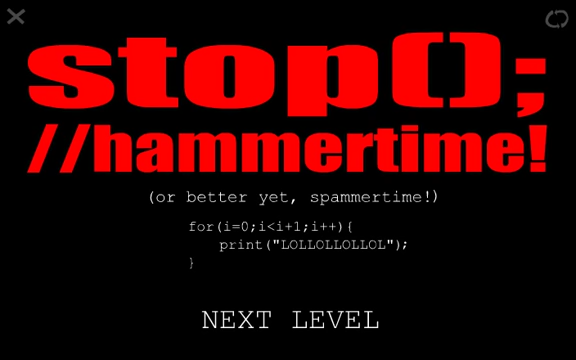 stop();
//hammertime!
(or better yet, spammertime!)
for(i=0;i<i+1;i++){
print("LOLLOLLOLLOL");
}
NEXT LEVEL